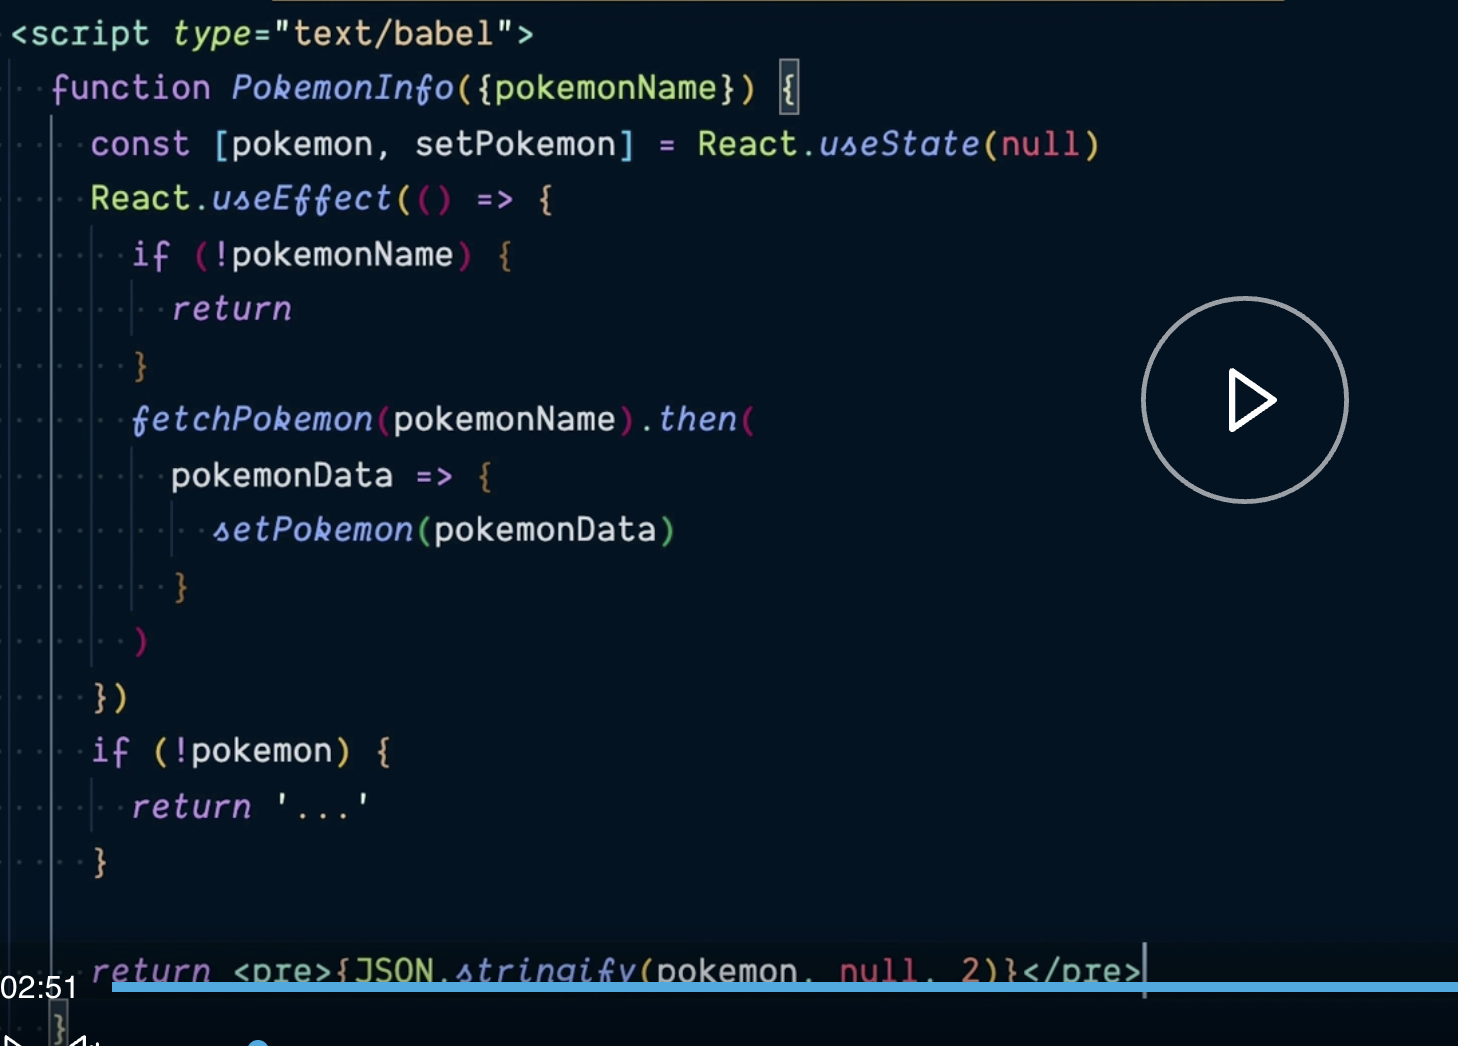 <script type="text/babel">
function PokemonInfo({pokemonName}) {
const [pokemon, setPokemon] = React.useState(null)
React.useEffect(() => {
if (!pokemonName) {
return
}
fetchPokemon(pokemonName).then(
pokemonData => {
setPokemon(pokemonData)
}
)
})
if (!pokemon) {
return '...'
}
return <pre>{JSON.stringify(pokemon, null, 2)}</pre>
02:51
}